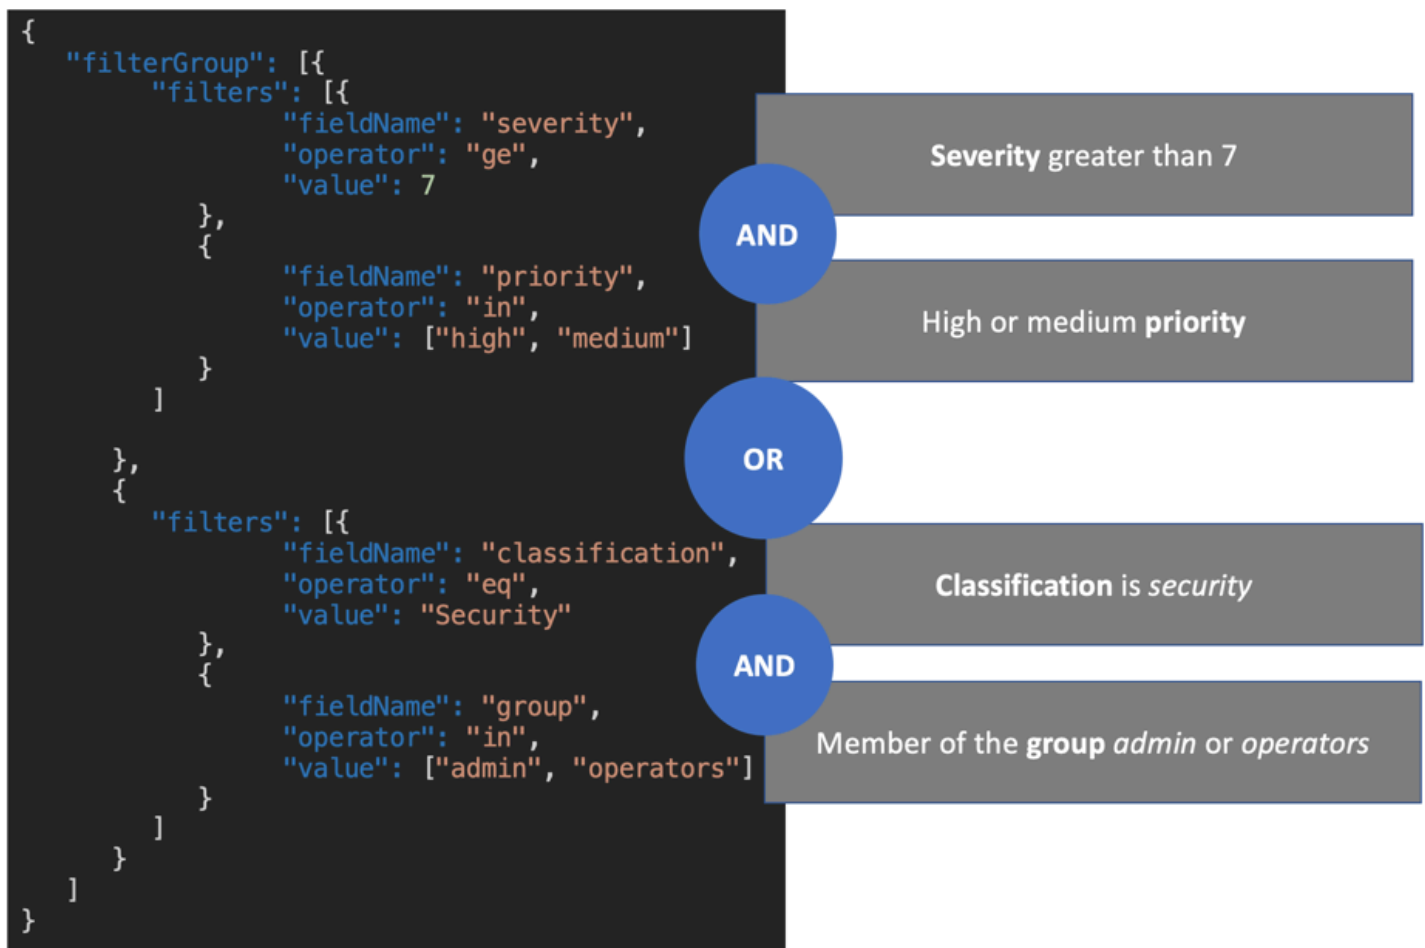 {
"filterGroup": [{
"filters": [{
"fieldName": "severity",
"operator": "ge",
"value": 7
},
{
"fieldName": "priority",
"operator": "in",
"value": ["high", "medium"]
}
]
},
{
"filters": [{
"fieldName": "classification",
"operator": "eq",
"value": "Security"
},
{
"fieldName": "group",
"operator": "in",
"value": ["admin", "operators"]
}
]
}
]
}
Severity greater than 7
AND
High or medium priority
OR
Classification is security
AND
Member of the group admin or operators